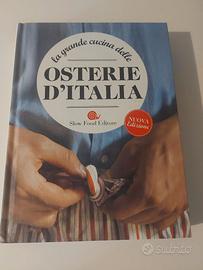 la grande cucina delle
OSTERIE
D'ITALIA
Slow Food Editore
NUOVA
Edizione
subito